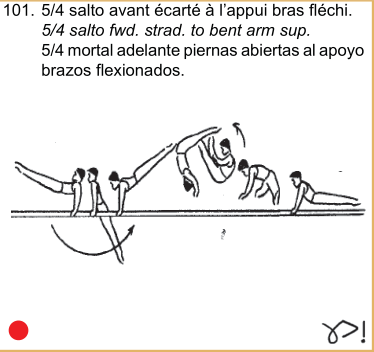 101. 5/4 salto avant écarté à l'appui bras fléchi.
5/4 salto fwd. strad. to bent arm sup.
5/4 mortal adelante piernas abiertas al apoyo
brazos flexionados.